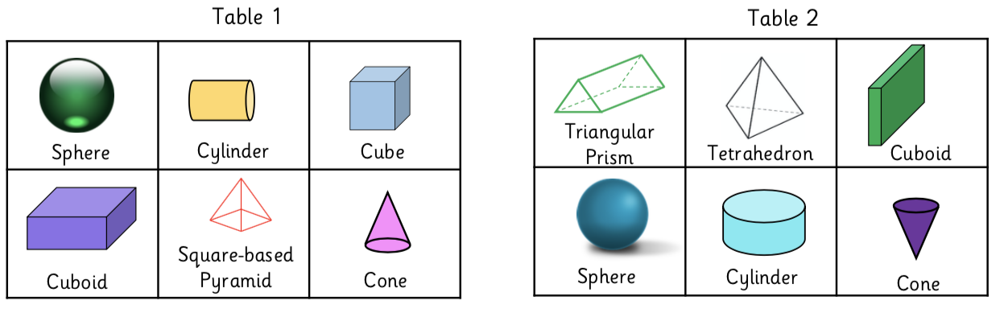 Table 1
Sphere
Cylinder
Cube
Cuboid
Square-based
Pyramid
Cone
Table 2
Triangular
Prism
Tetrahedron
Cuboid
Sphere
Cylinder
Cone